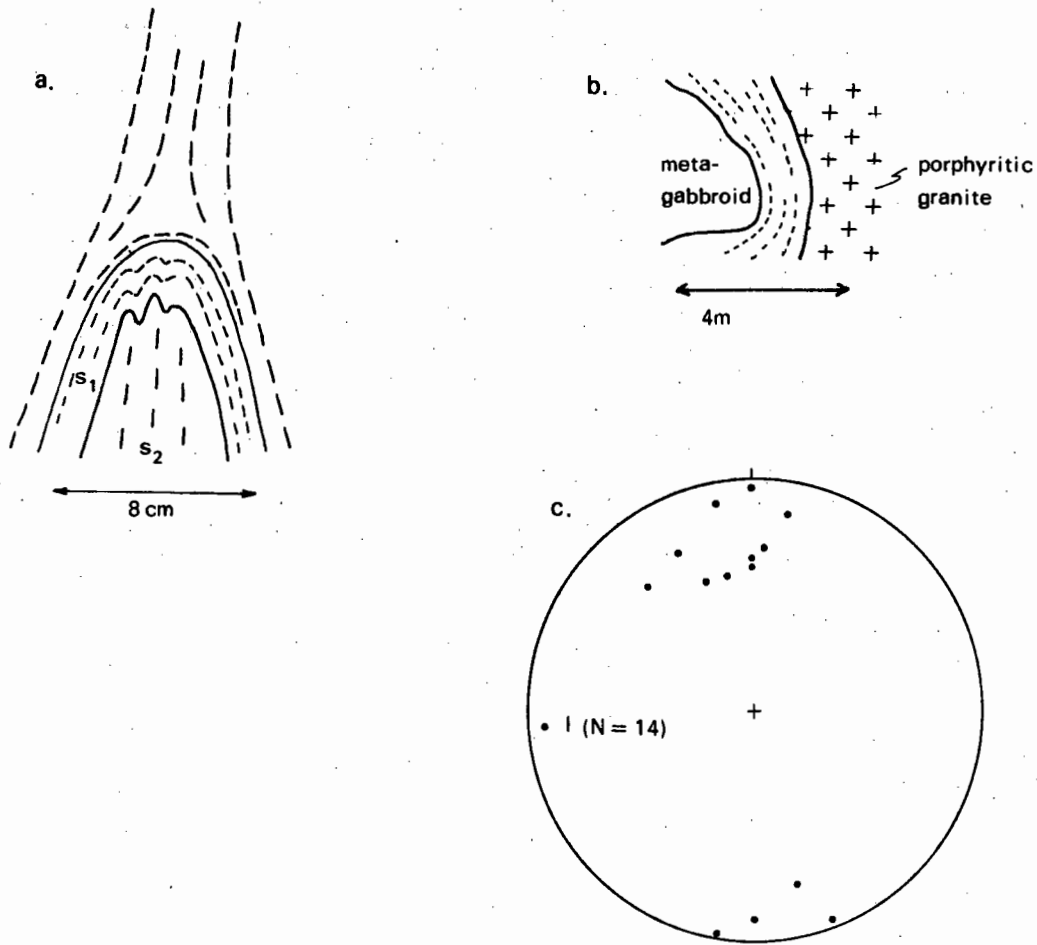 a.
s₁
s₂
8 cm
b.
meta-
gabbroid
porphyritic
granite
4m
c.
l (N = 14)